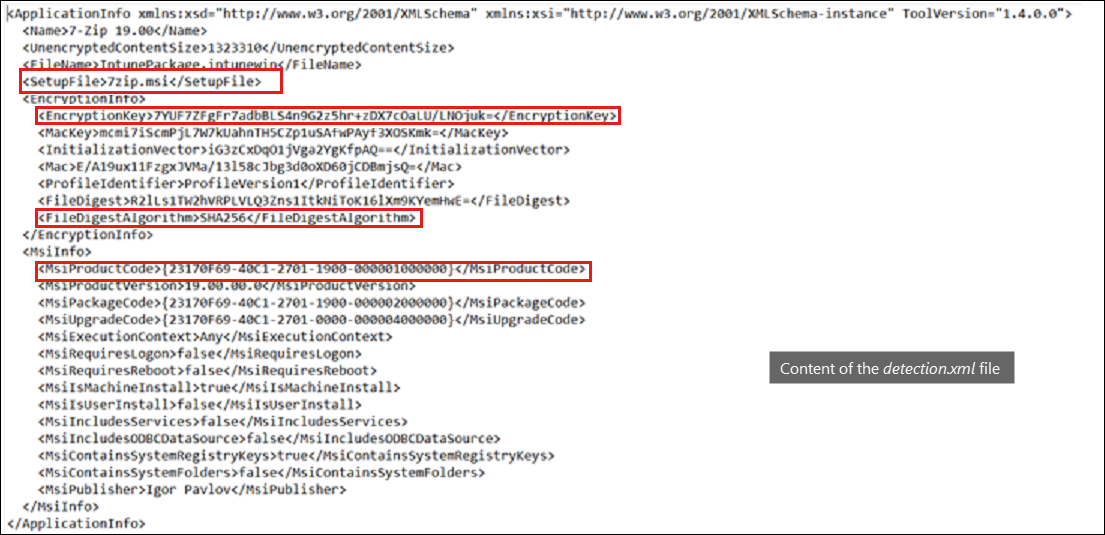 <ApplicationInfo xmlns:xsd="http://www.w3.org/2001/XMLSchema" xmlns:xsi="http://www.w3.org/2001/XMLSchema-instance" ToolVersion="1.4.0.0">
<Name>7-Zip 19.00</Name>
<UnencryptedContentSize>1323310</UnencryptedContentSize>
<FileName>IntunePackage.intunewin</FileName>
<SetupFile>7zip.msi</SetupFile>
<EncryptionInfo>
<EncryptionKey>7YUF7ZFgFr7adbBLS4n9G2z5hr+zDX7cOaLU/LNOjuk=</EncryptionKey>
<MacKey>mcmi7iScmPjL7W7kUahnTH5CZp1uSAfwPAyf3XOSKmk=</MacKey>
<InitializationVector>iG3zCxDqO1jVga2YgKfpAQ==</InitializationVector>
<Mac>E/A19ux11FzgxJVMa/13l58cJbg3d0oXD60jCDBmjsQ=</Mac>
<ProfileIdentifier>ProfileVersion1</ProfileIdentifier>
<FileDigest>R2lLs1TW2hVRPLVLQ3Zns1ItkNiToK16lXm9KYemHwE=</FileDigest>
<FileDigestAlgorithm>SHA256</FileDigestAlgorithm>
</EncryptionInfo>
<MsiInfo>
<MsiProductCode>{23170F69-40C1-2701-1900-000001000000}</MsiProductCode>
<MsiProductVersion>19.00.00.0</MsiProductVersion>
<MsiPackageCode>{23170F69-40C1-2701-1900-000002000000}</MsiPackageCode>
<MsiUpgradeCode>{23170F69-40C1-2701-0000-000004000000}</MsiUpgradeCode>
<MsiExecutionContext>Any</MsiExecutionContext>
<MsiRequiresLogon>false</MsiRequiresLogon>
<MsiRequiresReboot>false</MsiRequiresReboot>
<MsiIsMachineInstall>true</MsiIsMachineInstall>
<MsiIsUserInstall>false</MsiIsUserInstall>
<MsiIncludesServices>false</MsiIncludesServices>
<MsiIncludesODBCDataSource>false</MsiIncludesODBCDataSource>
<MsiContainsSystemRegistryKeys>true</MsiContainsSystemRegistryKeys>
<MsiContainsSystemFolders>false</MsiContainsSystemFolders>
<MsiPublisher>Igor Pavlov</MsiPublisher>
</MsiInfo>
</ApplicationInfo>
Content of the detection.xml file